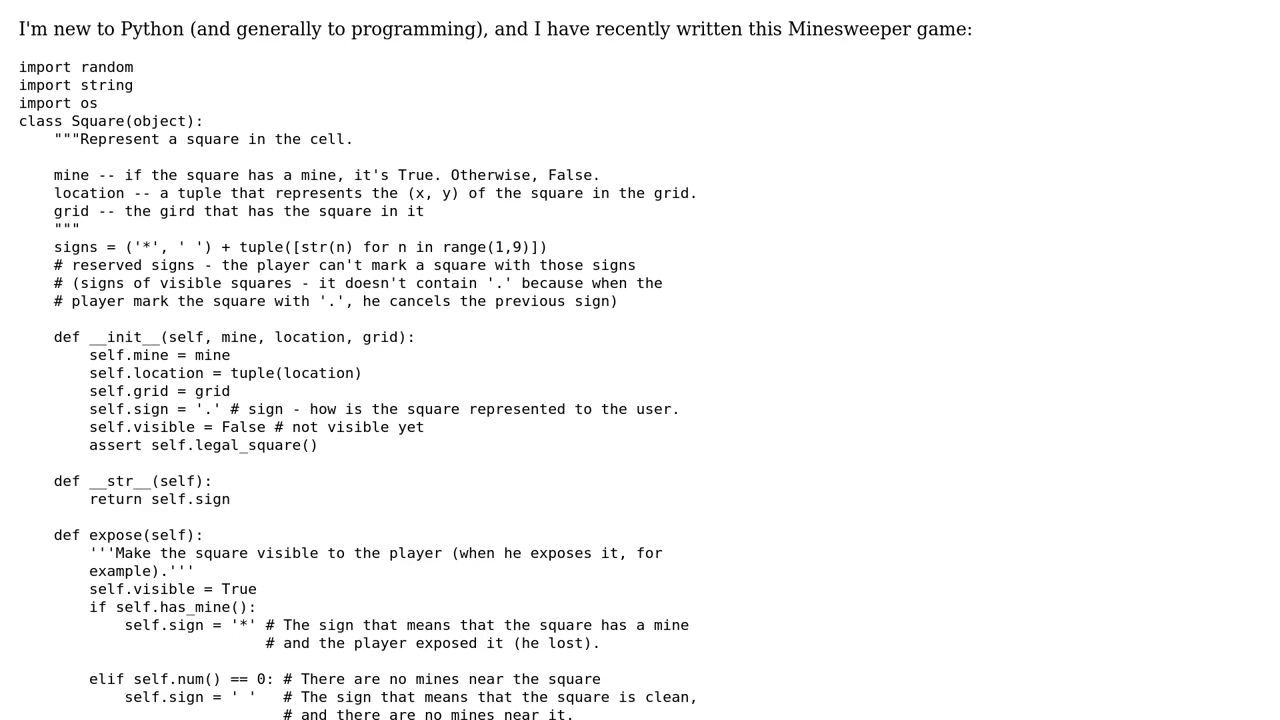 I'm new to Python (and generally to programming), and I have recently written this Minesweeper game:
import random
import string
import os
class Square(object):
    """Represent a square in the cell.

    mine -- if the square has a mine, it's True. Otherwise, False.
    location -- a tuple that represents the (x, y) of the square in the grid.
    grid -- the gird that has the square in it
    """
    signs = ('*', ' ') + tuple([str(n) for n in range(1,9)])
    # reserved signs - the player can't mark a square with those signs
    # (signs of visible squares - it doesn't contain '.' because when the
    # player mark the square with '.', he cancels the previous sign)

    def __init__(self, mine, location, grid):
        self.mine = mine
        self.location = tuple(location)
        self.grid = grid
        self.sign = '.' # sign - how is the square represented to the user.
        self.visible = False # not visible yet
        assert self.legal_square()

    def __str__(self):
        return self.sign

    def expose(self):
        '''Make the square visible to the player (when he exposes it, for
        example).'''
        self.visible = True
        if self.has_mine():
            self.sign = '*' # The sign that means that the square has a mine
                            # and the player exposed it (he lost).

        elif self.num() == 0: # There are no mines near the square
            self.sign = ' '   # The sign that means that the square is clean,
                              # and there are no mines near it.